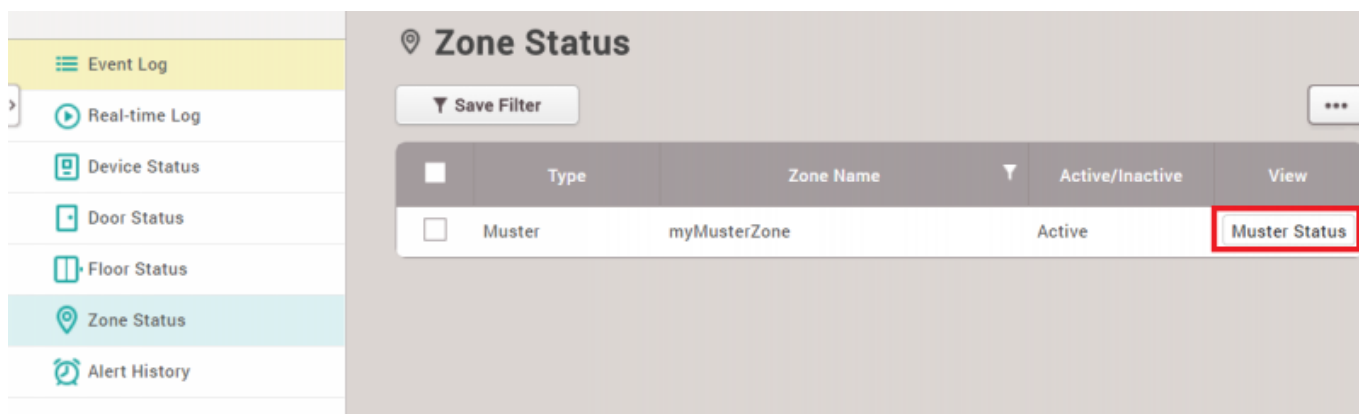 Event Log
Real-time Log
Device Status
Door Status
Floor Status
Zone Status
Alert History
Zone Status
Save Filter
Type Zone Name Active/Inactive View
Muster myMusterZone Active Muster Status